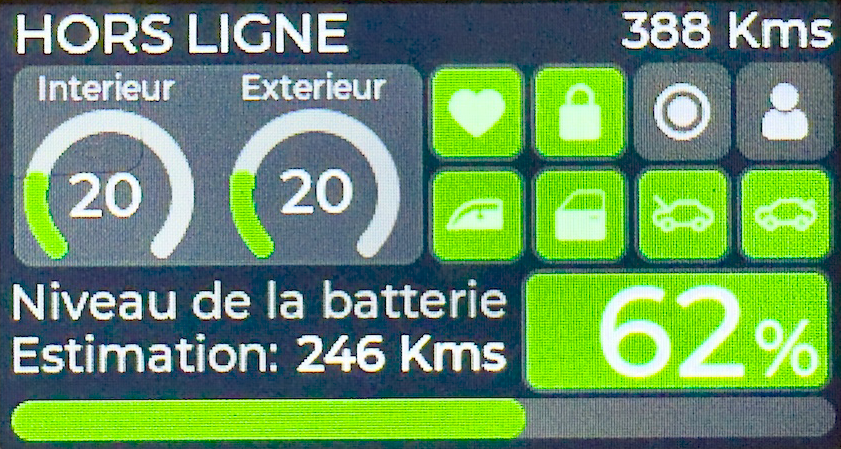 HORS LIGNE 388 Kms
Interieur Exterieur
20 20
Niveau de la batterie
Estimation: 246 Kms
62%